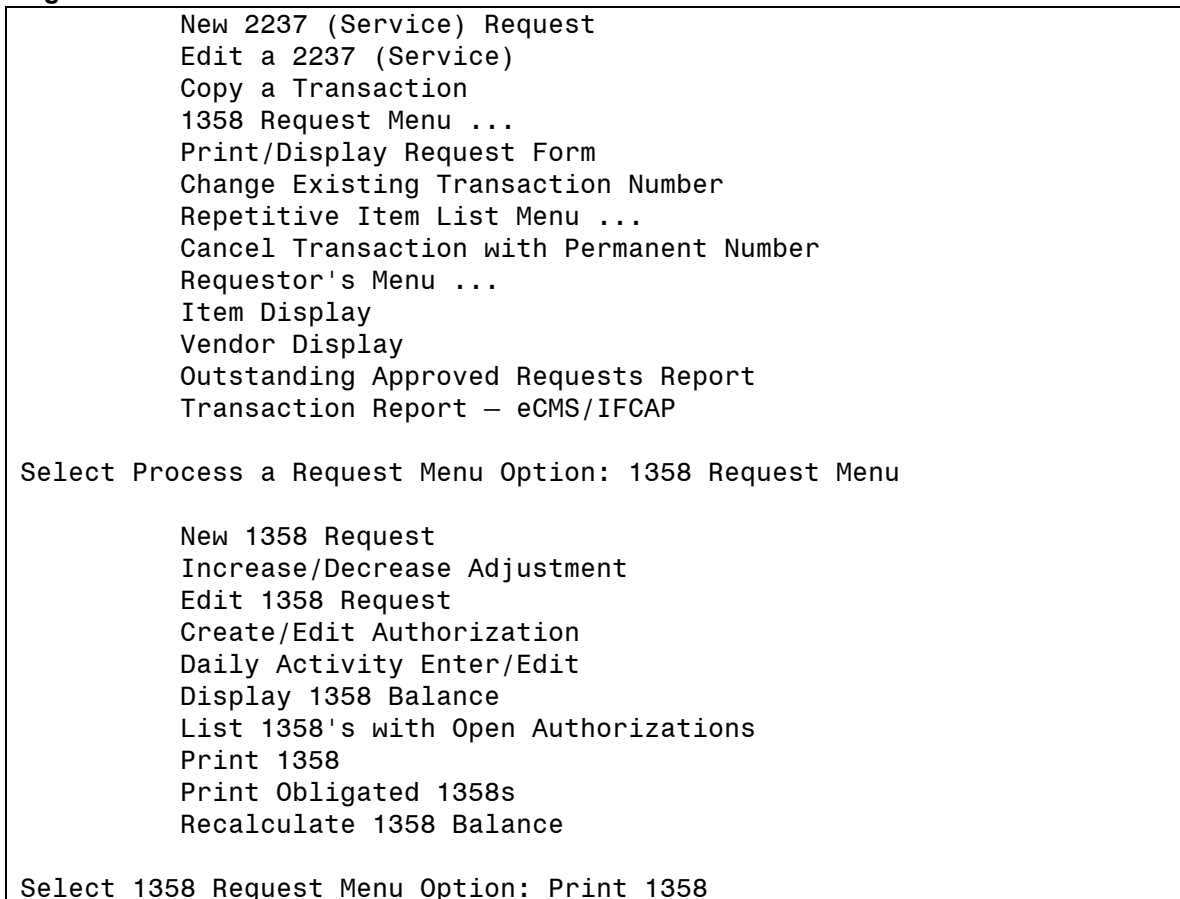 New 2237 (Service) Request
Edit a 2237 (Service)
Copy a Transaction
1358 Request Menu ...
Print/Display Request Form
Change Existing Transaction Number
Repetitive Item List Menu ...
Cancel Transaction with Permanent Number
Requestor's Menu ...
Item Display
Vendor Display
Outstanding Approved Requests Report
Transaction Report – eCMS/IFCAP
Select Process a Request Menu Option: 1358 Request Menu
New 1358 Request
Increase/Decrease Adjustment
Edit 1358 Request
Create/Edit Authorization
Daily Activity Enter/Edit
Display 1358 Balance
List 1358's with Open Authorizations
Print 1358
Print Obligated 1358s
Recalculate 1358 Balance
Select 1358 Request Menu Option: Print 1358